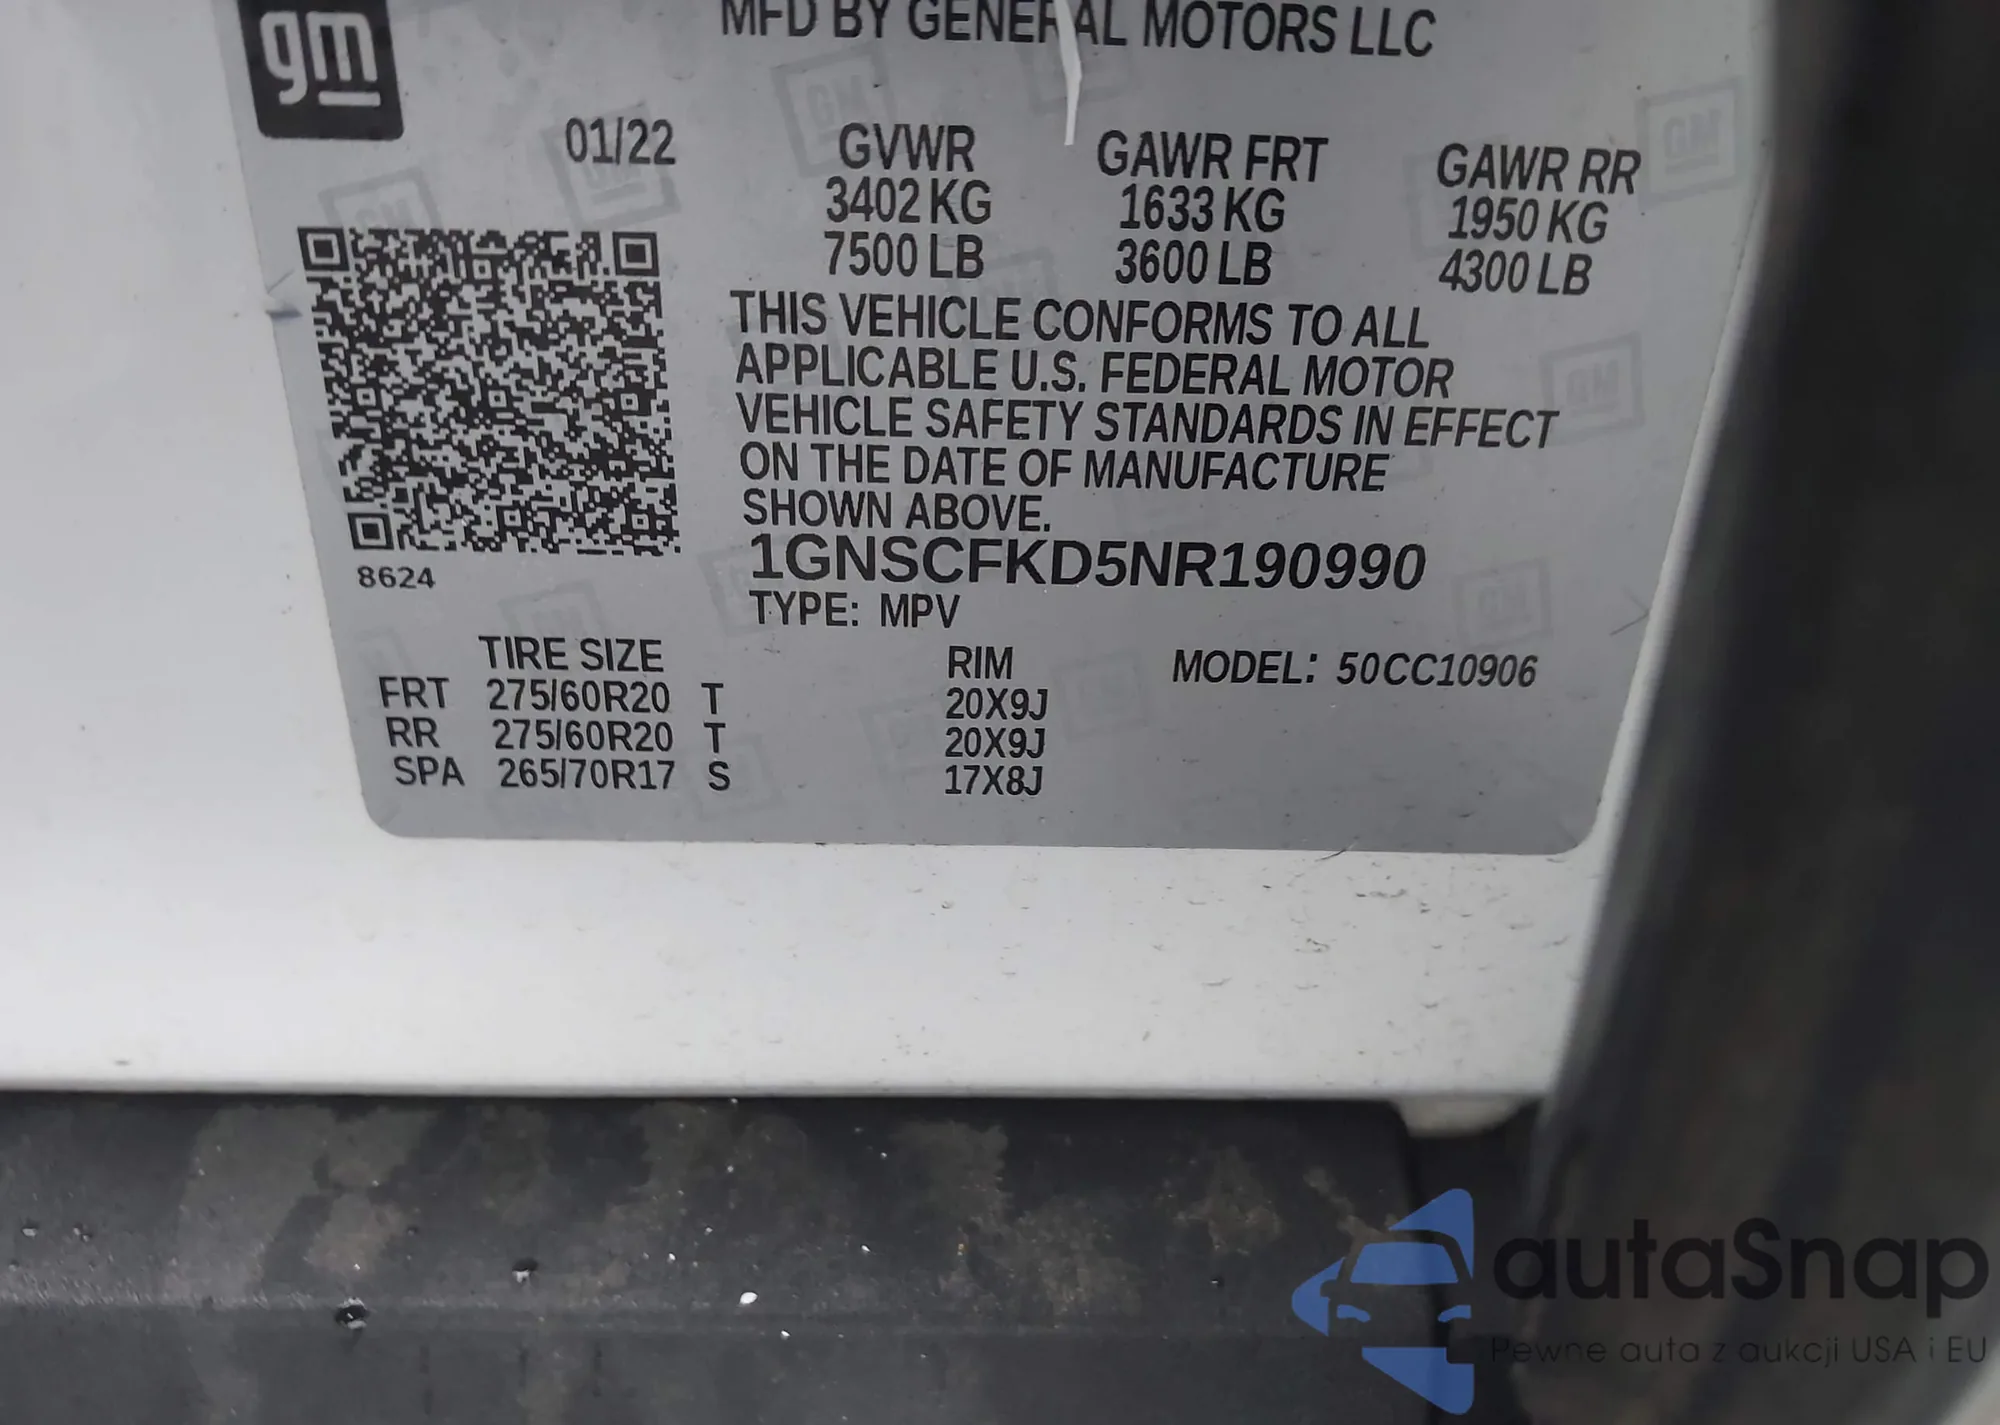 gm
MFD BY GENERAL MOTORS LLC
01/22
GVWR GAWR FRT GAWR RR
3402 KG 1633 KG 1950 KG
7500 LB 3600 LB 4300 LB
THIS VEHICLE CONFORMS TO ALL
APPLICABLE U.S. FEDERAL MOTOR
VEHICLE SAFETY STANDARDS IN EFFECT
ON THE DATE OF MANUFACTURE
SHOWN ABOVE.
1GNSCFKD5NR190990
8624
TYPE: MPV
TIRE SIZE RIM MODEL: 50CC10906
FRT 275/60R20 T 20X9J
RR 275/60R20 T 20X9J
SPA 265/70R17 S 17X8J
autaSnap
Pewne auta z aukcji USA i EU